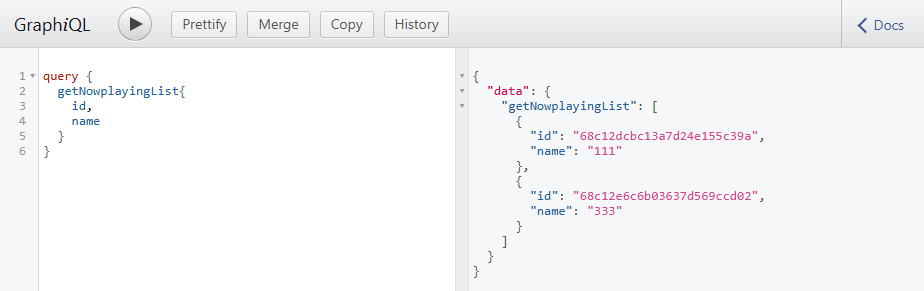 GraphiQL
Prettify
Merge
Copy
History
Docs
1 query {
2 getNowplayingList{
3 id,
4 name
5 }
6 }
{
"data": {
"getNowplayingList": [
{
"id": "68c12dcbc13a7d24e155c39a",
"name": "111"
},
{
"id": "68c12e6c6b03637d569ccd02",
"name": "333"
}
]
}
}